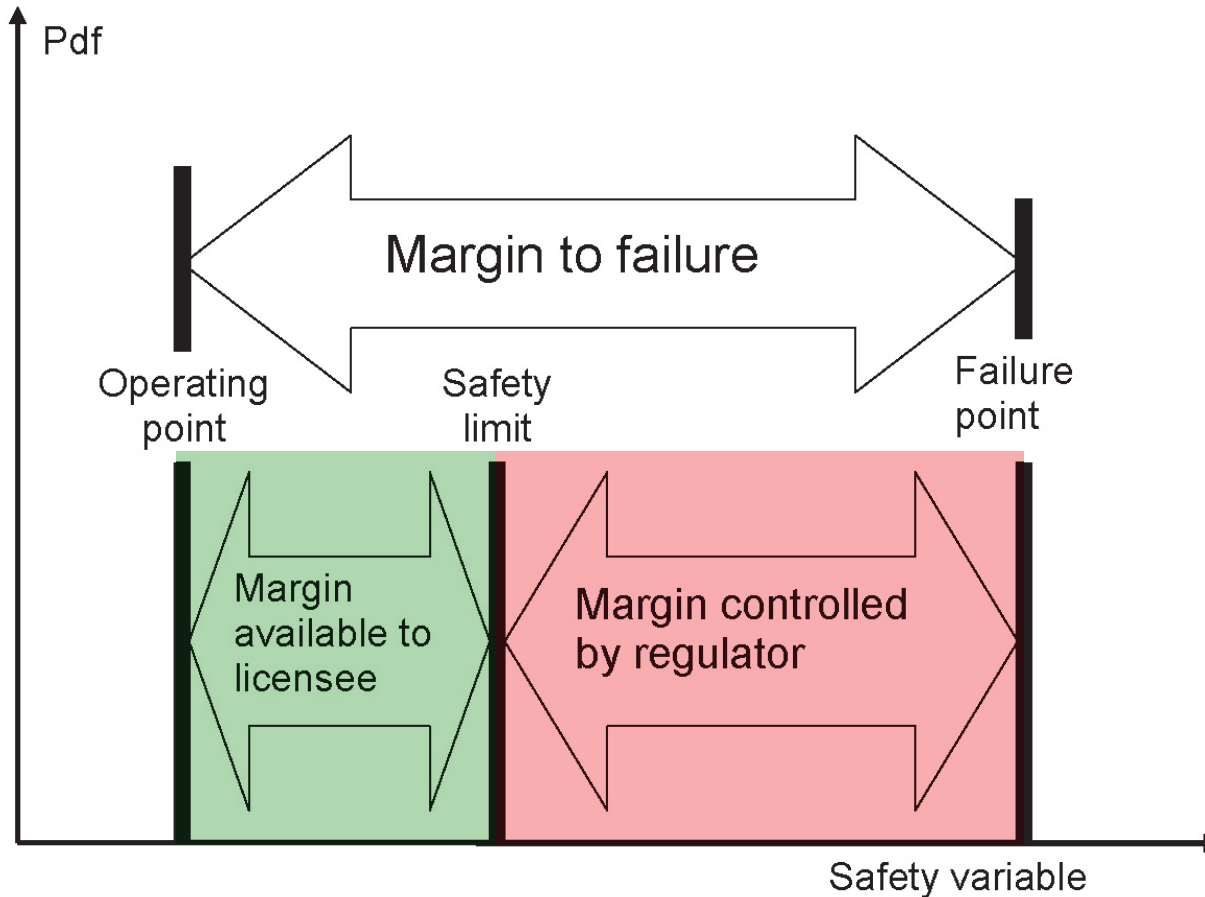 Pdf
Margin to failure
Operating
point
Safety
limit
Failure
point
Margin
available to
licensee
Margin controlled
by regulator
Safety variable